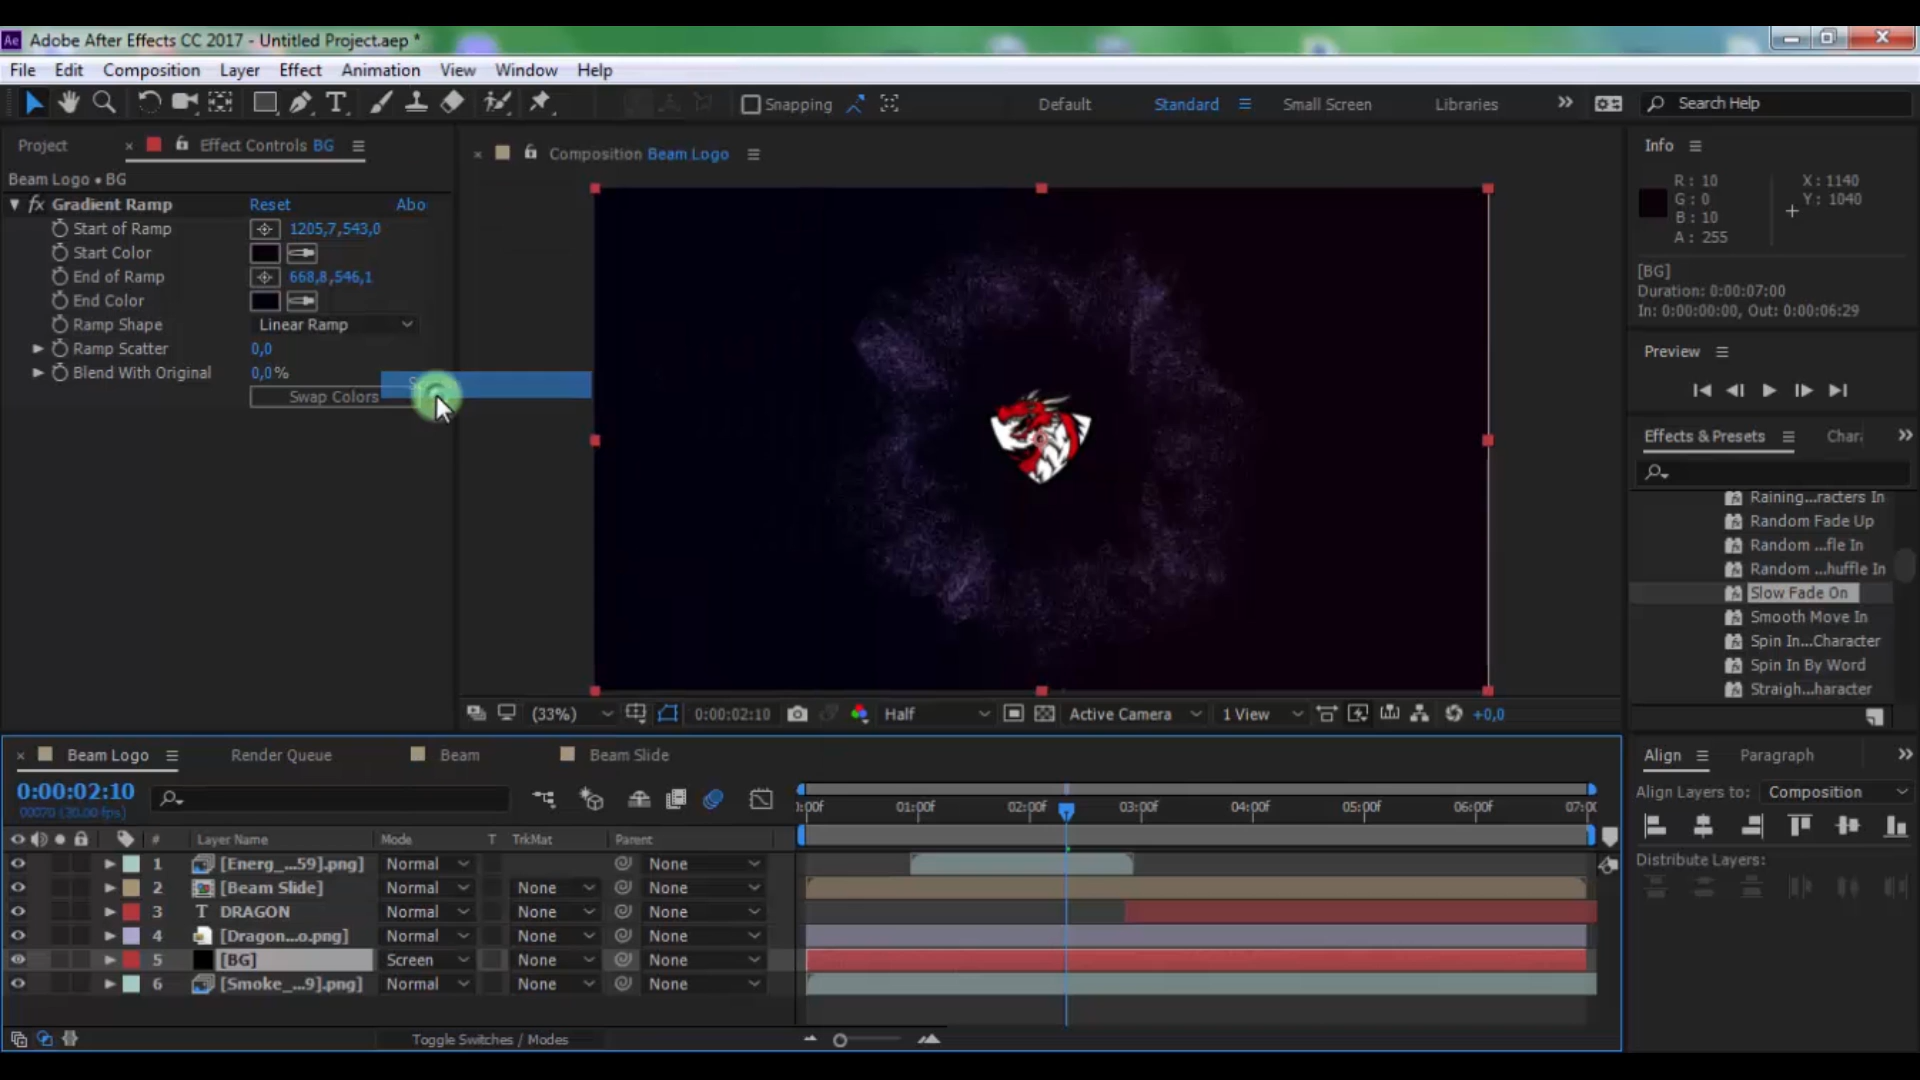 Adobe After Effects CC 2017 - Untitled Project.aep *
File Edit Composition Layer Effect Animation View Window Help
Snapping Default Standard Small Screen Libraries Search Help
Project Effect Controls BG
Composition Beam Logo
Beam Logo • BG
Gradient Ramp Reset Abo
Start of Ramp 1205,7,543,0
Start Color
End of Ramp 668,8,546,1
End Color
Ramp Shape Linear Ramp
Ramp Scatter 0,0
Blend With Original 0,0%
Swap Colors
(33%) 0:00:02:10 Half Active Camera 1 View +0,0
Info
R: 10 X: 1140
G: 0 Y: 1040
B: 10
A: 255
[BG]
Duration: 0:00:07:00
In: 0:00:00:00, Out: 0:00:06:29
Preview
Effects & Presets Char
Raining...racters In
Random Fade Up
Random ...fle In
Random ...huffle In
Slow Fade On
Smooth Move In
Spin In...Character
Spin In By Word
Straigh...haracter
Beam Logo Render Queue Beam Beam Slide
0:00:02:10
00070 (30.00 fps)
:00f 01:00f 02:00f 03:00f 04:00f 05:00f 06:00f 07:00
# Layer Name Mode T TrkMat Parent
1 [Energ_...59].png] Normal None
2 [Beam Slide] Normal None None
3 T DRAGON Normal None None
4 [Dragon...o.png] Normal None None
5 [BG] Screen None None
6 [Smoke_...9].png] Normal None None
Toggle Switches / Modes
Align Paragraph
Align Layers to: Composition
Distribute Layers: